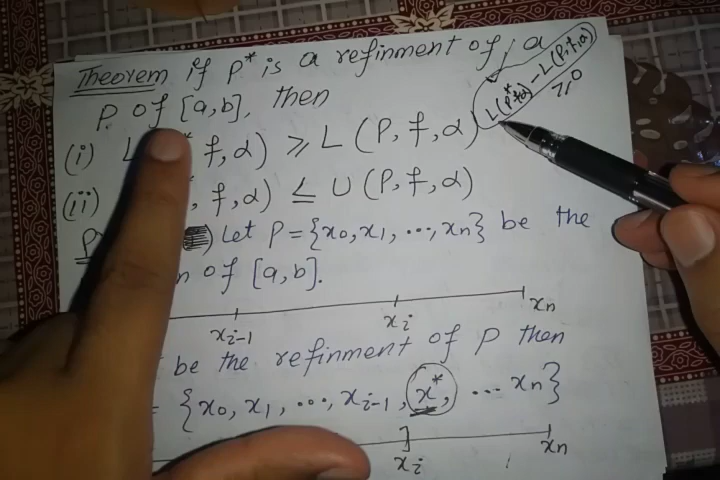 Theorem if P* is a refinment of a
P of [a,b], then
L(P*,f,α) - L(P,f,α)
≥0
(i) L * f, α) ≥ L (P, f, α)
(ii) , f, α) ≤ U (P, f, α)
P ) Let P={x0,x1, ..., xn} be the
n of [a,b].
xi-1 xi xn
be the refinment of P then
= {x0, x1, ..., xi-1, x*, ... xn}
xi xn